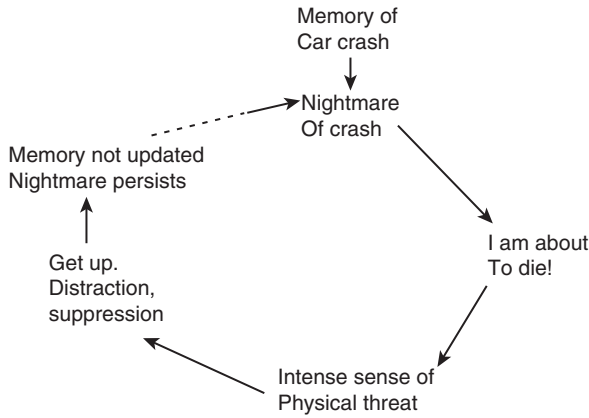 Memory of
Car crash
Nightmare
Of crash
I am about
To die!
Intense sense of
Physical threat
Get up.
Distraction,
suppression
Memory not updated
Nightmare persists